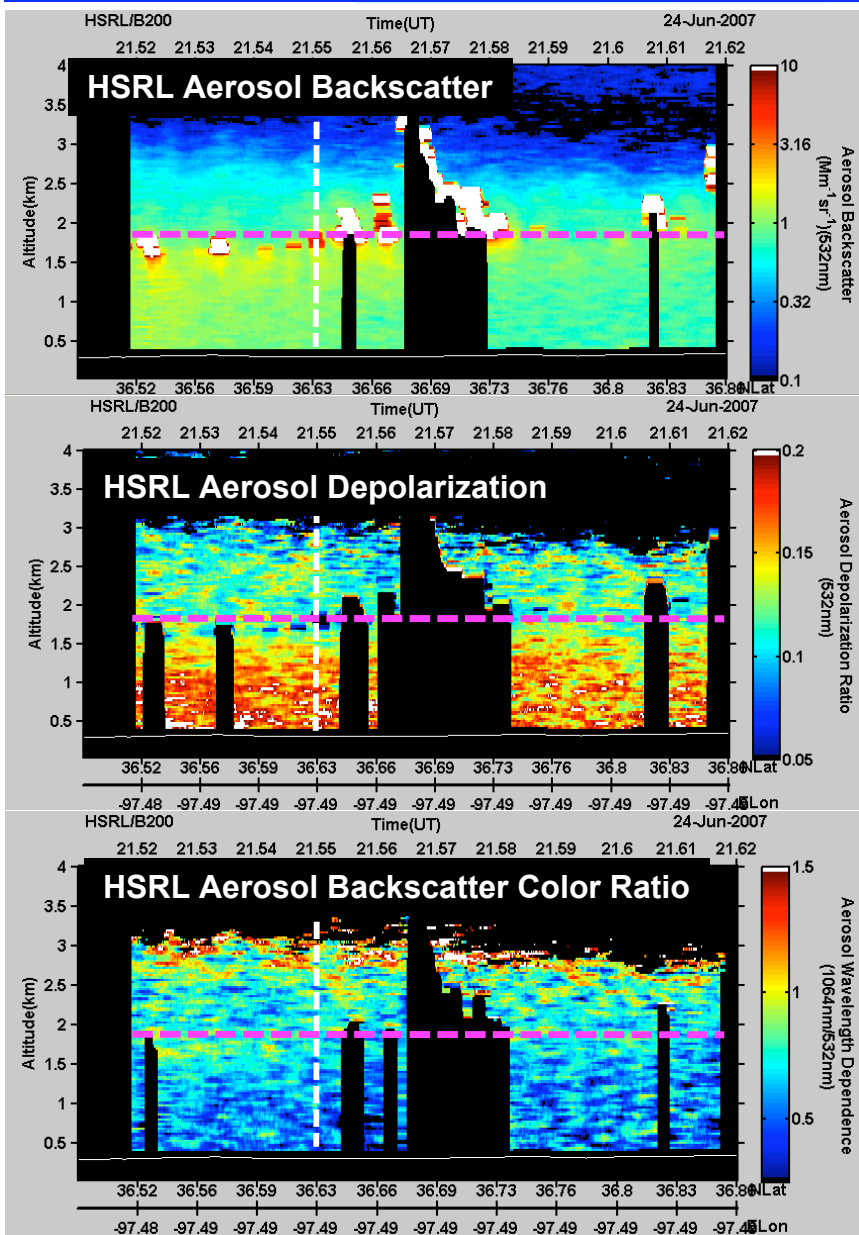 HSRL/B200 Time(UT) 24-Jun-2007
21.52 21.53 21.54 21.55 21.56 21.57 21.58 21.59 21.6 21.61 21.62
HSRL Aerosol Backscatter
4
3.5
3
2.5
2
1.5
1
0.5
Altitude(km)
10
3.16
1
0.32
0.1
Aerosol Backscatter
(Mm-1 sr-1)(532nm)
36.52 36.56 36.59 36.63 36.66 36.69 36.73 36.76 36.8 36.83 36.86 NLat
HSRL/B200 Time(UT) 24-Jun-2007
21.52 21.53 21.54 21.55 21.56 21.57 21.58 21.59 21.6 21.61 21.62
HSRL Aerosol Depolarization
4
3.5
3
2.5
2
1.5
1
0.5
Altitude(km)
0.2
0.15
0.1
0.05
Aerosol Depolarization Ratio
(532nm)
36.52 36.56 36.59 36.63 36.66 36.69 36.73 36.76 36.8 36.83 36.86 NLat
-97.48 -97.49 -97.49 -97.49 -97.49 -97.49 -97.49 -97.49 -97.49 -97.49 ELon
HSRL/B200 Time(UT) 24-Jun-2007
21.52 21.53 21.54 21.55 21.56 21.57 21.58 21.59 21.6 21.61 21.62
HSRL Aerosol Backscatter Color Ratio
4
3.5
3
2.5
2
1.5
1
0.5
Altitude(km)
1.5
1
0.5
Aerosol Wavelength Dependence
(1064nm/532nm)
36.52 36.56 36.59 36.63 36.66 36.69 36.73 36.76 36.8 36.83 36.86 NLat
-97.48 -97.49 -97.49 -97.49 -97.49 -97.49 -97.49 -97.49 -97.49 -97.49 ELon